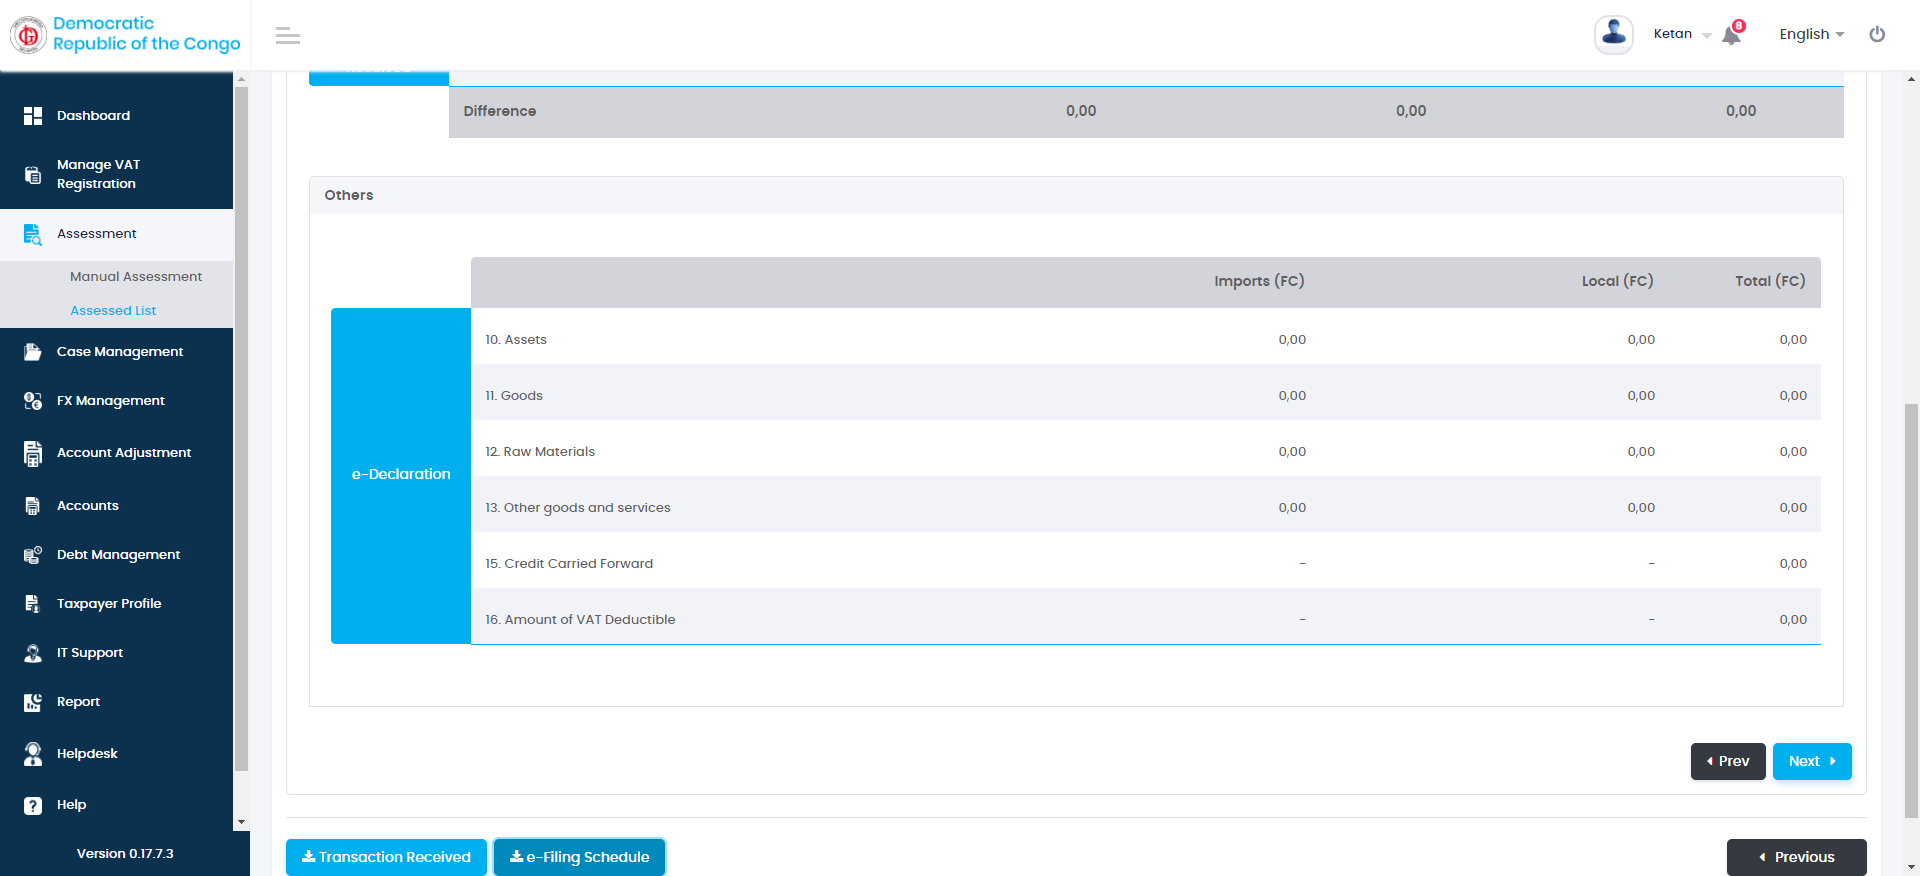 Democratic
Republic of the Congo
Ketan
8
English
Dashboard
Manage VAT
Registration
Assessment
Manual Assessment
Assessed List
Case Management
FX Management
Account Adjustment
Accounts
Debt Management
Taxpayer Profile
IT Support
Report
Helpdesk
Help
Version 0.17.7.3
Difference 0,00 0,00 0,00
Others
Imports (FC) Local (FC) Total (FC)
e-Declaration
10. Assets 0,00 0,00 0,00
11. Goods 0,00 0,00 0,00
12. Raw Materials 0,00 0,00 0,00
13. Other goods and services 0,00 0,00 0,00
15. Credit Carried Forward - - 0,00
16. Amount of VAT Deductible - - 0,00
Prev Next
Transaction Received e-Filing Schedule Previous